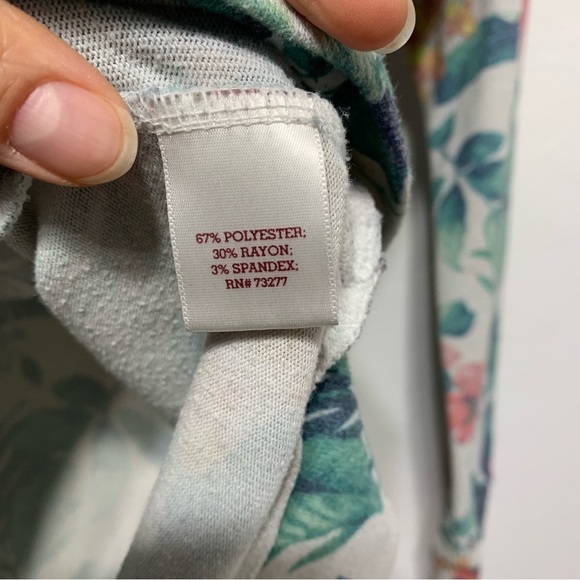 67% POLYESTER;
30% RAYON;
3% SPANDEX;
RN# 73277